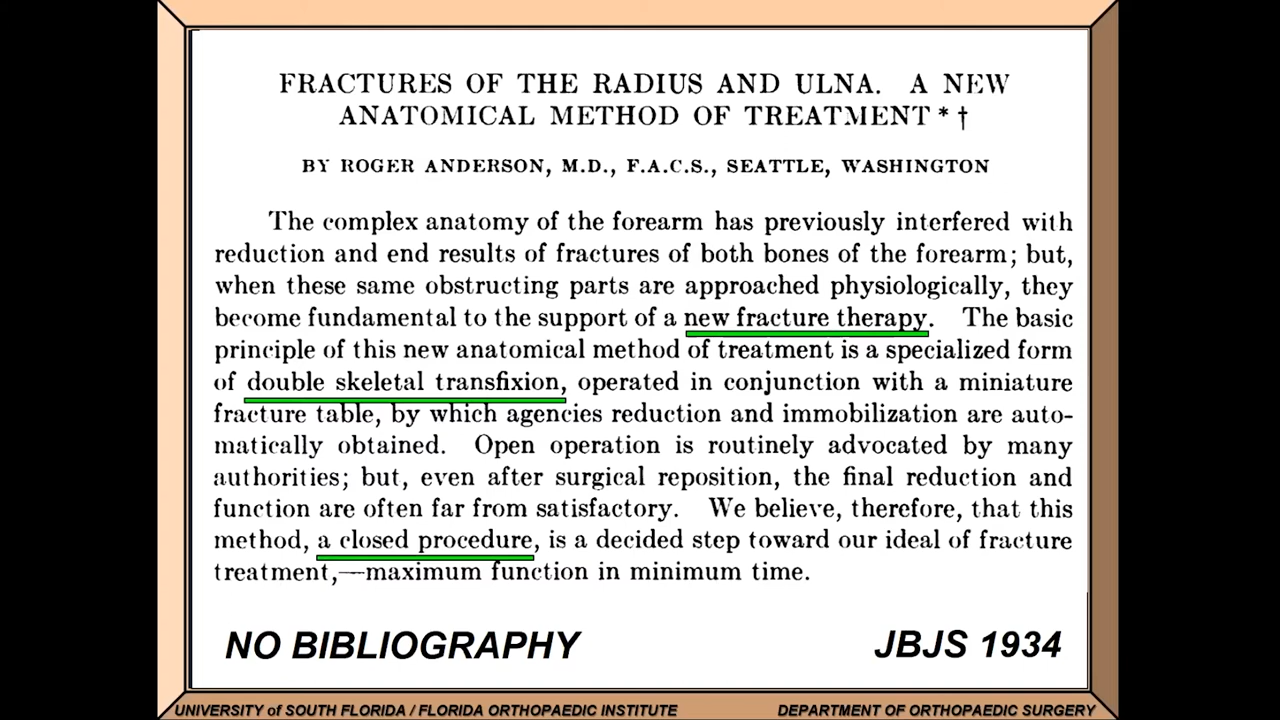 FRACTURES OF THE RADIUS AND ULNA. A NEW
ANATOMICAL METHOD OF TREATMENT * †
BY ROGER ANDERSON, M.D., F.A.C.S., SEATTLE, WASHINGTON
The complex anatomy of the forearm has previously interfered with
reduction and end results of fractures of both bones of the forearm; but,
when these same obstructing parts are approached physiologically, they
become fundamental to the support of a new fracture therapy. The basic
principle of this new anatomical method of treatment is a specialized form
of double skeletal transfixion, operated in conjunction with a miniature
fracture table, by which agencies reduction and immobilization are auto-
matically obtained. Open operation is routinely advocated by many
authorities; but, even after surgical reposition, the final reduction and
function are often far from satisfactory. We believe, therefore, that this
method, a closed procedure, is a decided step toward our ideal of fracture
treatment,—maximum function in minimum time.
NO BIBLIOGRAPHY JBJS 1934
UNIVERSITY of SOUTH FLORIDA / FLORIDA ORTHOPAEDIC INSTITUTE DEPARTMENT OF ORTHOPAEDIC SURGERY